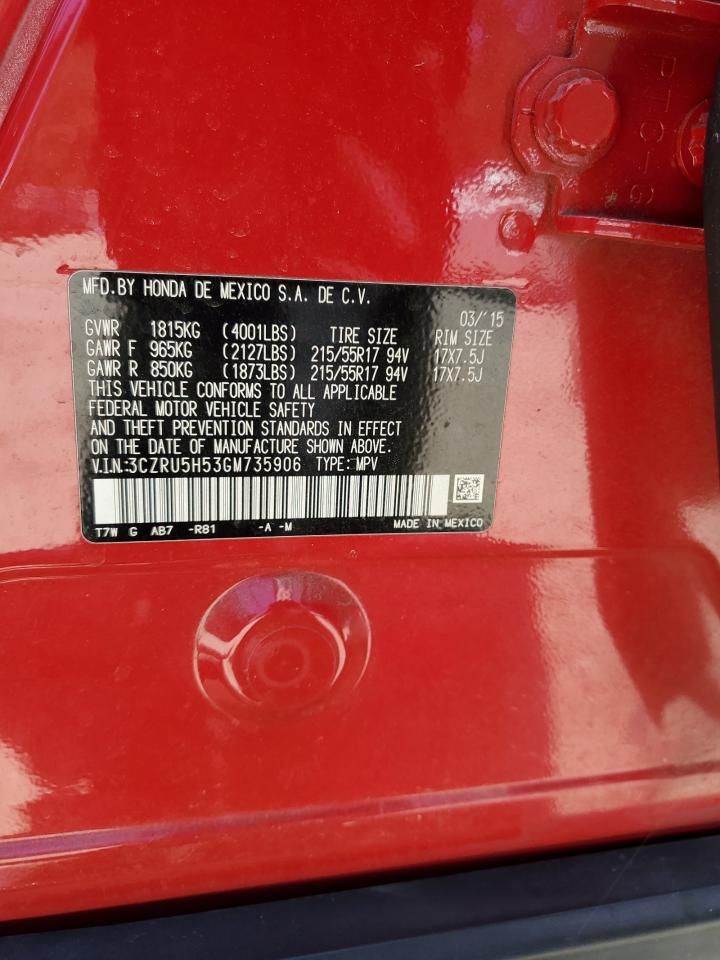 PTC-G
MFD.BY HONDA DE MEXICO S.A. DE C.V.
03/'15
GVWR 1815KG (4001LBS) TIRE SIZE RIM SIZE
GAWR F 965KG (2127LBS) 215/55R17 94V 17X7.5J
GAWR R 850KG (1873LBS) 215/55R17 94V 17X7.5J
THIS VEHICLE CONFORMS TO ALL APPLICABLE
FEDERAL MOTOR VEHICLE SAFETY
AND THEFT PREVENTION STANDARDS IN EFFECT
ON THE DATE OF MANUFACTURE SHOWN ABOVE.
V.I.N.:3CZRU5H53GM735906 TYPE: MPV
T7W G AB7 -R81 -A -M MADE IN MEXICO